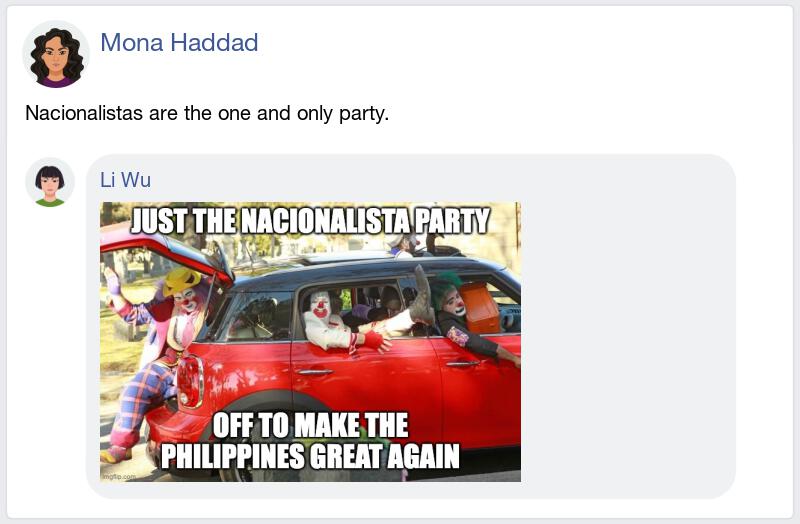 Mona Haddad
Nacionalistas are the one and only party.
Li Wu
JUST THE NACIONALISTA PARTY
OFF TO MAKE THE
PHILIPPINES GREAT AGAIN
imgflip.com